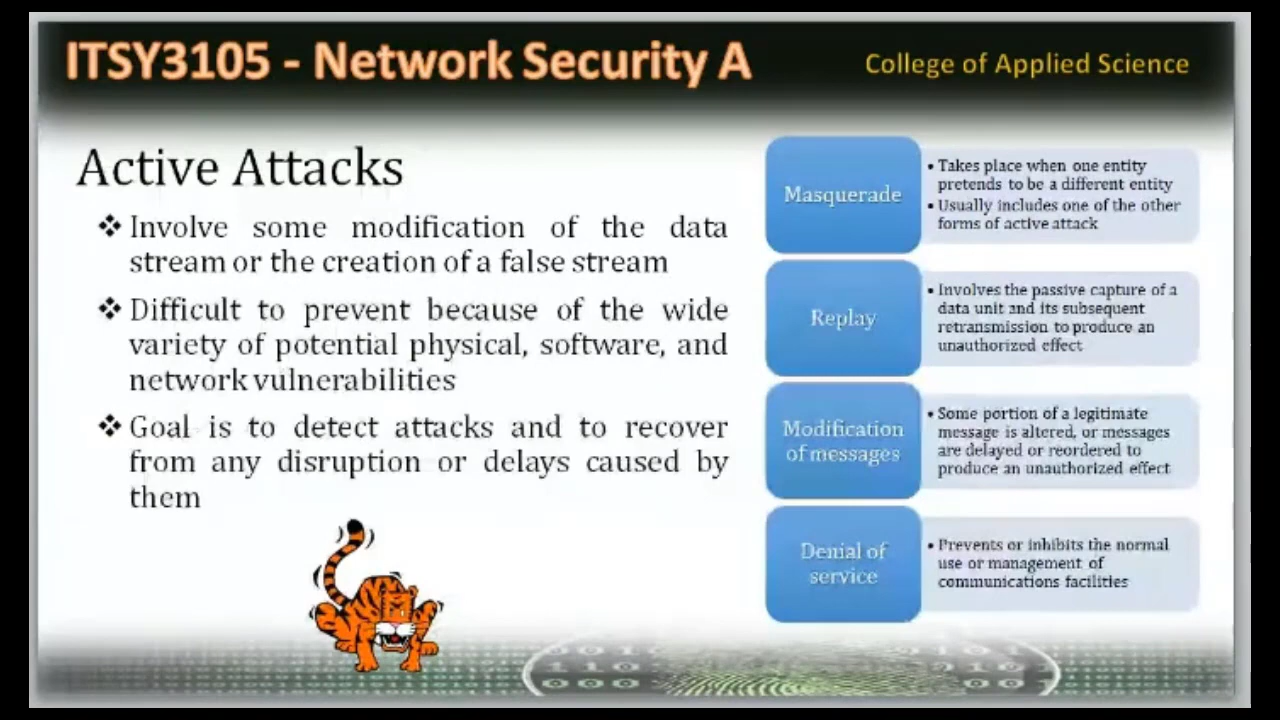 ITSY3105 - Network Security A
College of Applied Science
Active Attacks
❖ Involve some modification of the data
stream or the creation of a false stream
❖ Difficult to prevent because of the wide
variety of potential physical, software, and
network vulnerabilities
❖ Goal is to detect attacks and to recover
from any disruption or delays caused by
them
Masquerade
• Takes place when one entity
pretends to be a different entity
• Usually includes one of the other
forms of active attack
Replay
• Involves the passive capture of a
data unit and its subsequent
retransmission to produce an
unauthorized effect
Modification
of messages
• Some portion of a legitimate
message is altered, or messages
are delayed or reordered to
produce an unauthorized effect
Denial of
service
• Prevents or inhibits the normal
use or management of
communications facilities